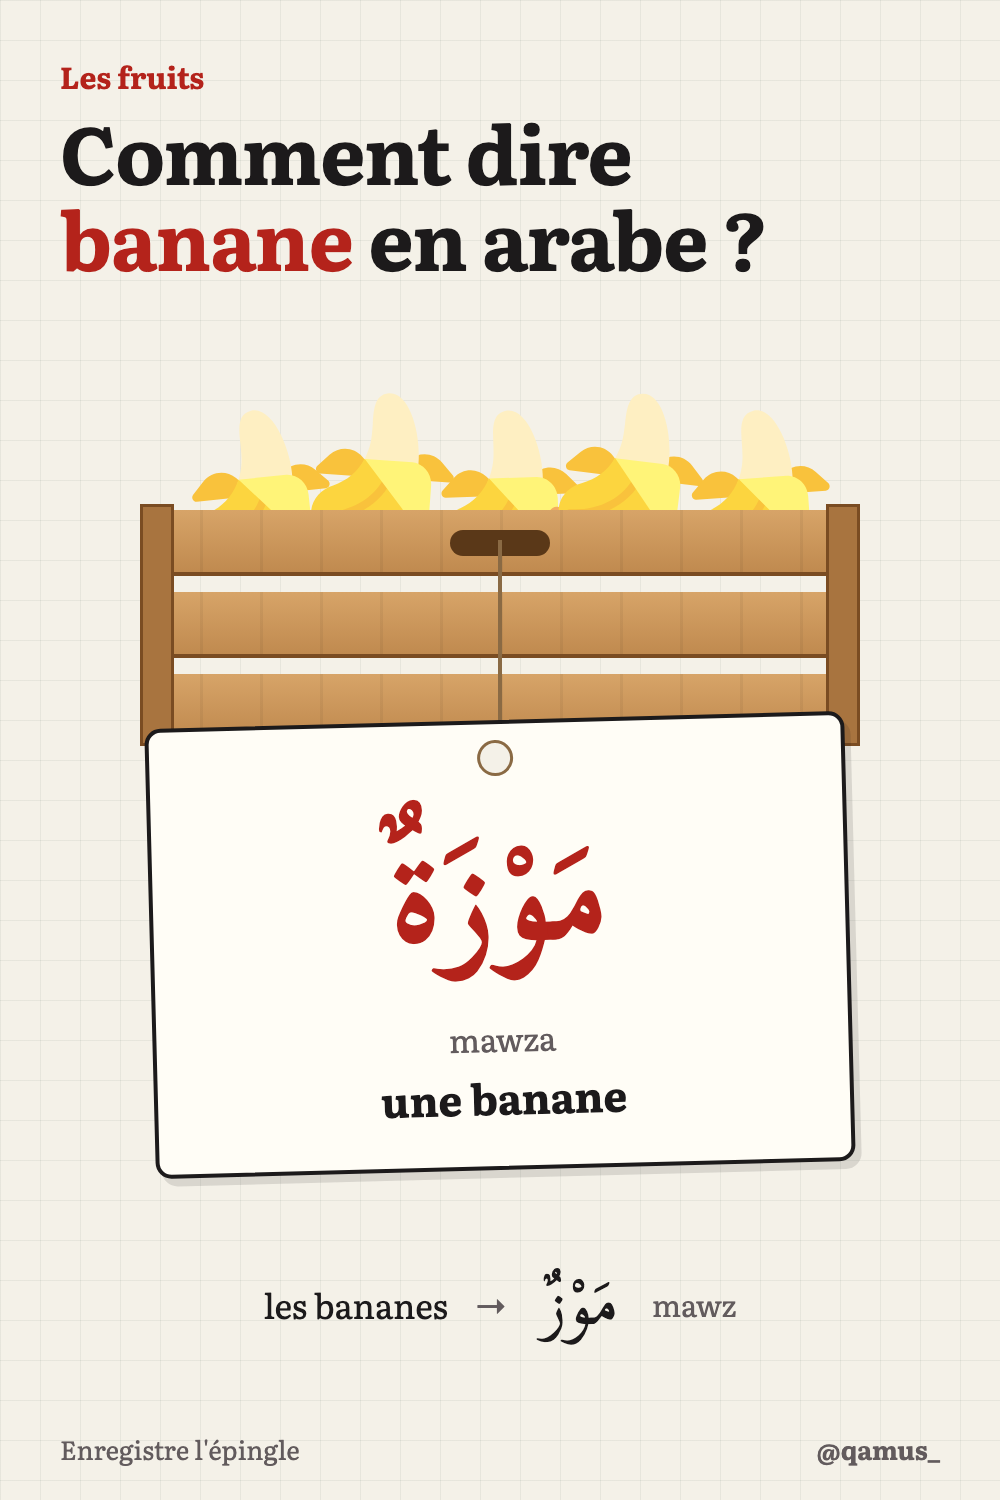 Les fruits
Comment dire
banane en arabe ?
مَوْزَةٌ
mawza
une banane
les bananes → مَوْزٌ mawz
Enregistre l'épingle
@qamus_